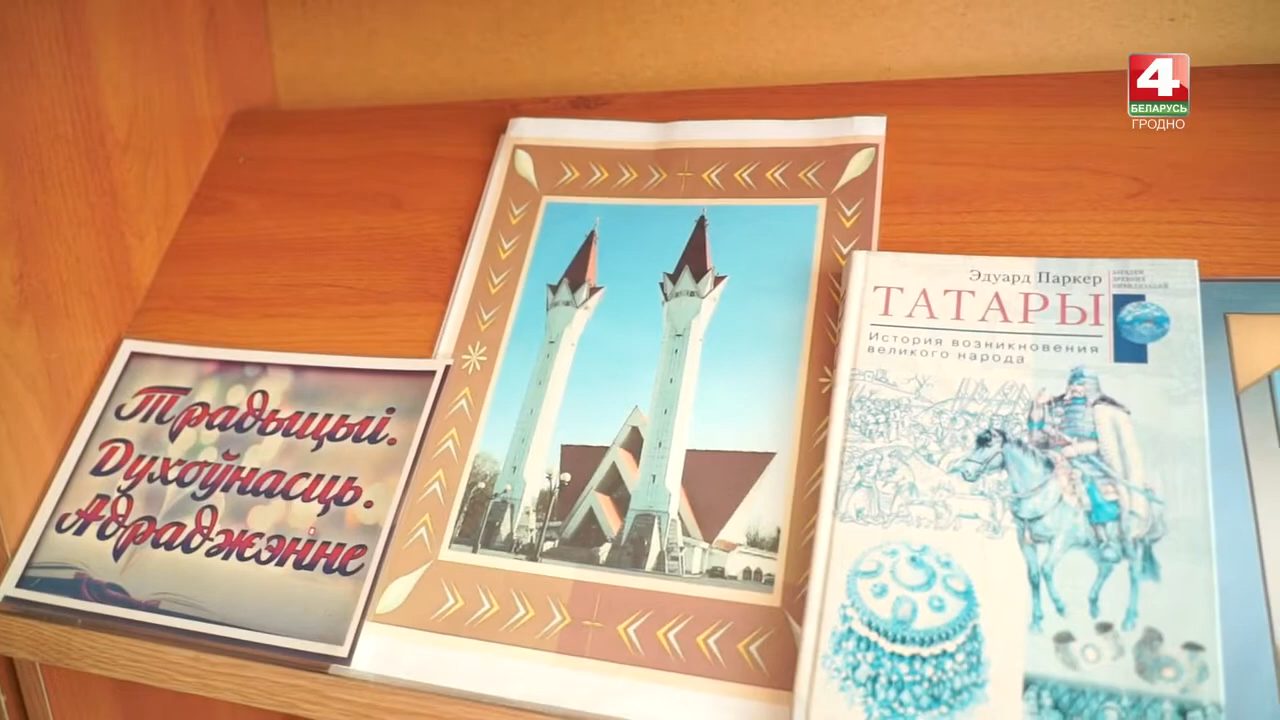 4
БЕЛАРУСЬ
ГРОДНО
Традыцыі.
Духоўнасць.
Адраджэнне
Эдуард Паркер
ТАТАРЫ
История возникновения
великого народа